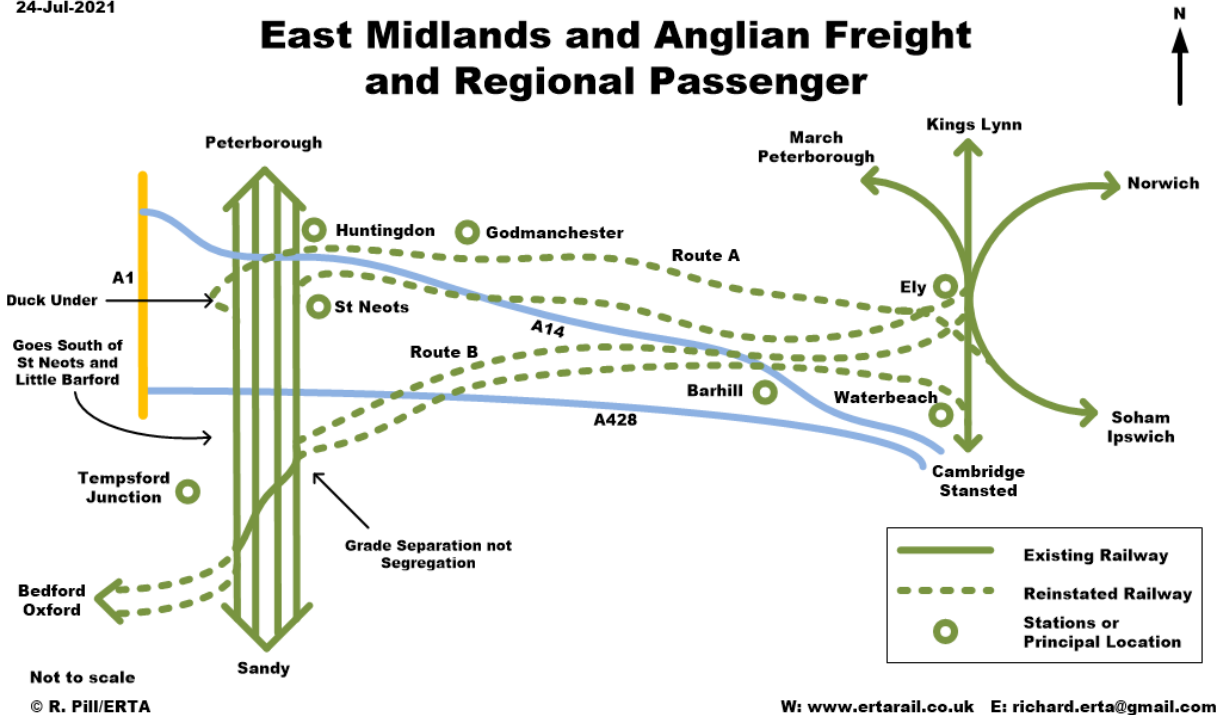 24-Jul-2021
East Midlands and Anglian Freight
and Regional Passenger
N
Peterborough
March
Peterborough
Kings Lynn
Norwich
A1
Huntingdon
Godmanchester
Route A
Duck Under
St Neots
Ely
A14
Goes South of
St Neots and
Little Barford
Route B
Barhill
Waterbeach
A428
Soham
Ipswich
Tempsford
Junction
Cambridge
Stansted
Grade Separation not
Segregation
Bedford
Oxford
Existing Railway
Reinstated Railway
Stations or
Principal Location
Sandy
Not to scale
© R. Pill/ERTA
W: www.ertarail.co.uk E: richard.erta@gmail.com